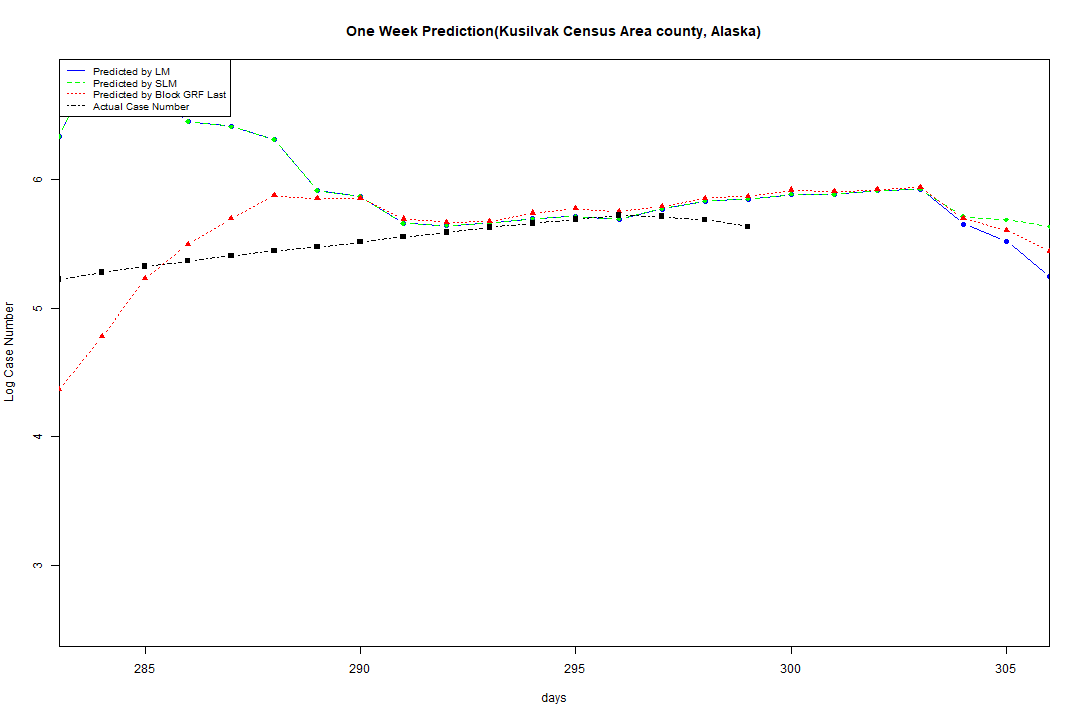 One Week Prediction(Kusilvak Census Area county, Alaska)
Predicted by LM
Predicted by SLM
Predicted by Block GRF Last
Actual Case Number
6
5
4
3
Log Case Number
285 290 295 300 305
days